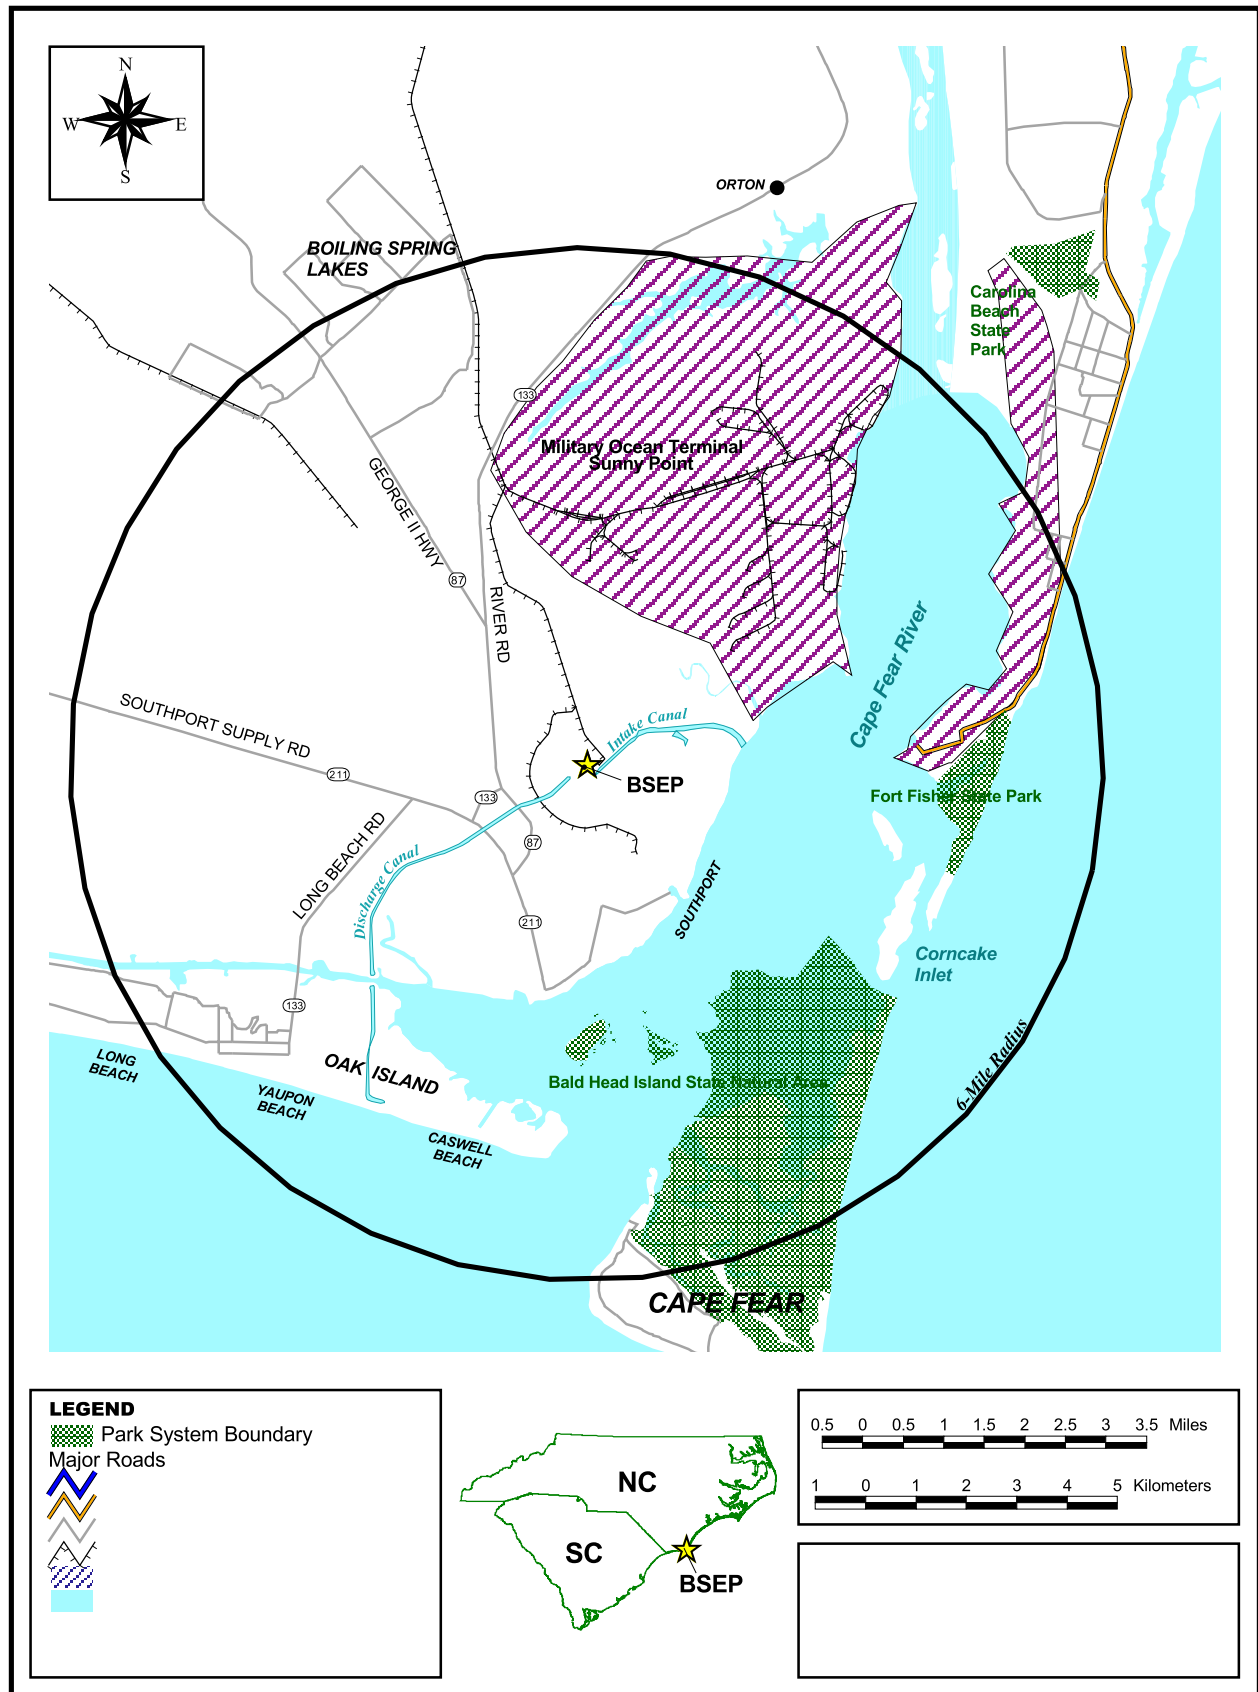 N
W
E
S
ORTON
BOILING SPRING
LAKES
Carolina
Beach
State
Park
133
Military Ocean Terminal
Sunny Point
GEORGE II HWY
87
RIVER RD
Cape Fear River
SOUTHPORT SUPPLY RD
211
Intake Canal
BSEP
133
Fort Fisher State Park
LONG BEACH RD
87
Discharge Canal
SOUTHPORT
211
Corncake
Inlet
133
6-Mile Radius
LONG
BEACH
OAK ISLAND
Bald Head Island State Natural Area
YAUPON
BEACH
CASWELL
BEACH
CAPE FEAR
LEGEND
Park System Boundary
Major Roads
NC
SC
BSEP
0.5 0 0.5 1 1.5 2 2.5 3 3.5 Miles
1 0 1 2 3 4 5 Kilometers